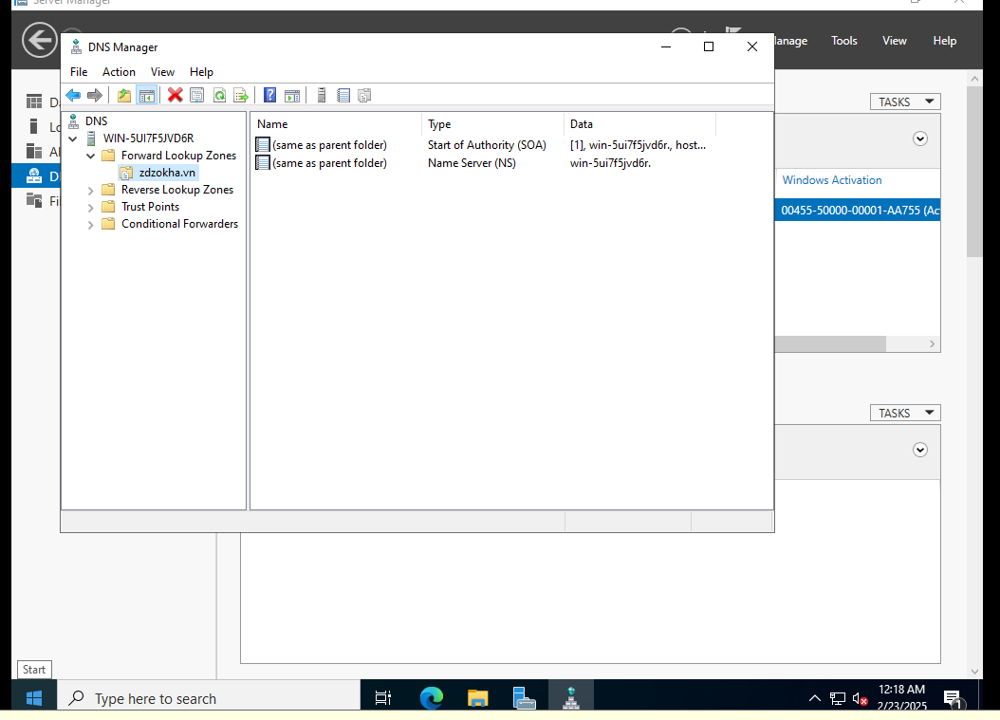 Server Manager
DNS Manager
Manage Tools View Help
File Action View Help
TASKS
DNS
WIN-5UI7F5JVD6R
Forward Lookup Zones
zdzokha.vn
Reverse Lookup Zones
Trust Points
Conditional Forwarders
Name Type Data
(same as parent folder) Start of Authority (SOA) [1], win-5ui7f5jvd6r., host...
(same as parent folder) Name Server (NS) win-5ui7f5jvd6r.
D
Lo
Al
D
Fi
Windows Activation
00455-50000-00001-AA755 (Ac
TASKS
Start
Type here to search
12:18 AM
2/23/2025
1